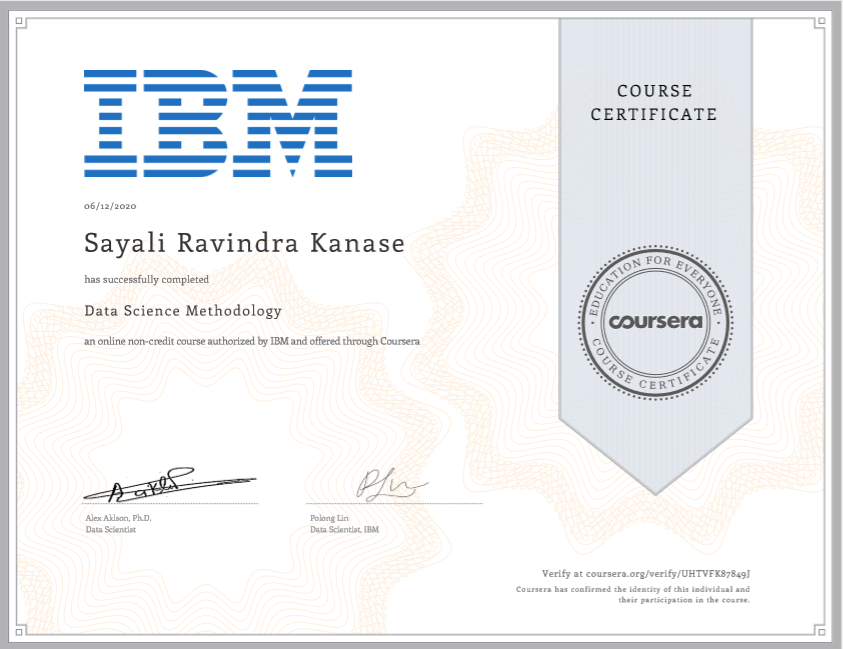 IBM
COURSE
CERTIFICATE
06/12/2020
Sayali Ravindra Kanase
has successfully completed
Data Science Methodology
an online non-credit course authorized by IBM and offered through Coursera
EDUCATION FOR EVERYONE
coursera
COURSE CERTIFICATE
Alex Aklson, Ph.D.
Data Scientist
Polong Lin
Data Scientist, IBM
Verify at coursera.org/verify/UHTVFK87849J
Coursera has confirmed the identity of this individual and
their participation in the course.